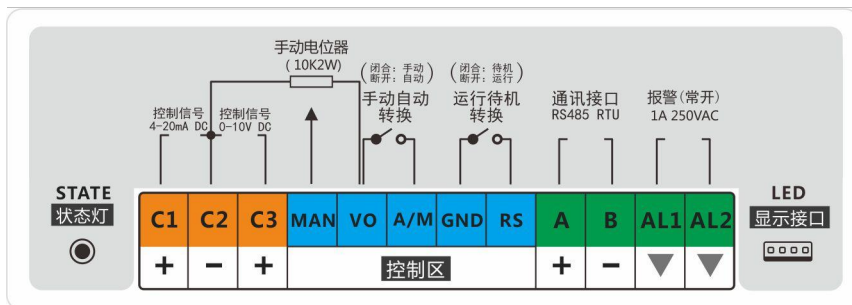 手动电位器
(10K2W)
(闭合：手动
断开：自动)
(闭合：待机
断开：运行)
控制信号
4-20mA DC
控制信号
0-10V DC
手动自动
转换
运行待机
转换
通讯接口
RS485 RTU
报警(常开)
1A 250VAC
STATE
状态灯
C1 C2 C3 MAN VO A/M GND RS A B AL1 AL2
+ − + 控制区 + −
LED
显示接口